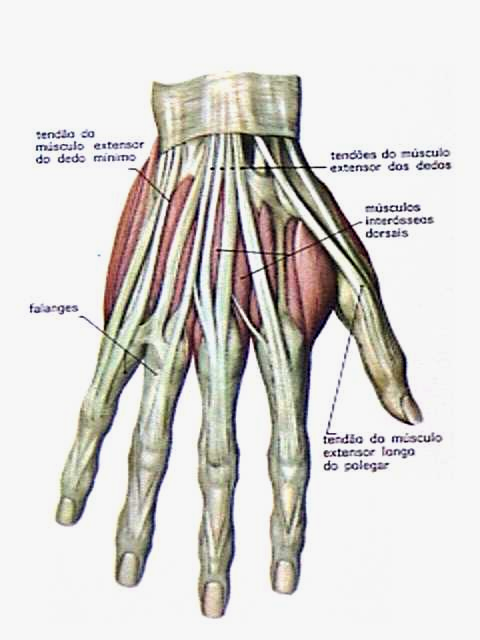 tendão do
músculo extensor
do dedo mínimo
tendões do músculo
extensor dos dedos
músculos
interósseos
dorsais
falanges
tendão do músculo
extensor longo
do polegar